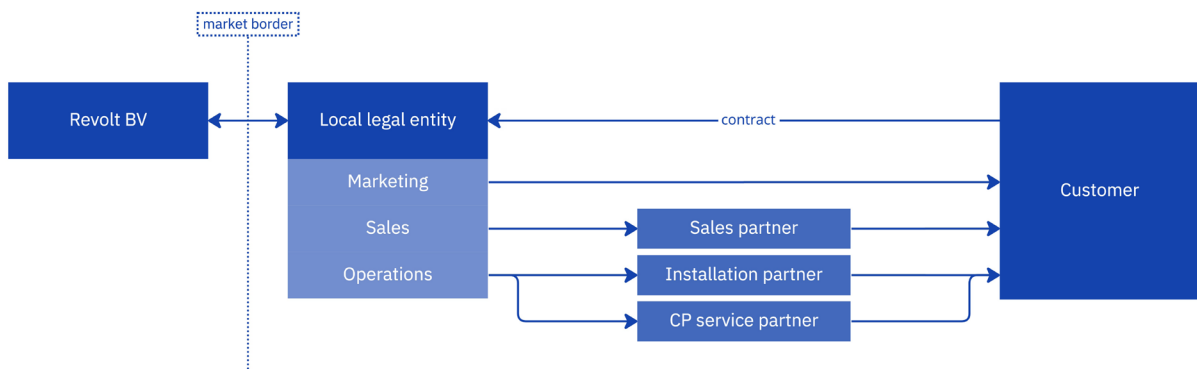 market border
Revolt BV
Local legal entity
contract
Customer
Marketing
Sales
Sales partner
Operations
Installation partner
CP service partner